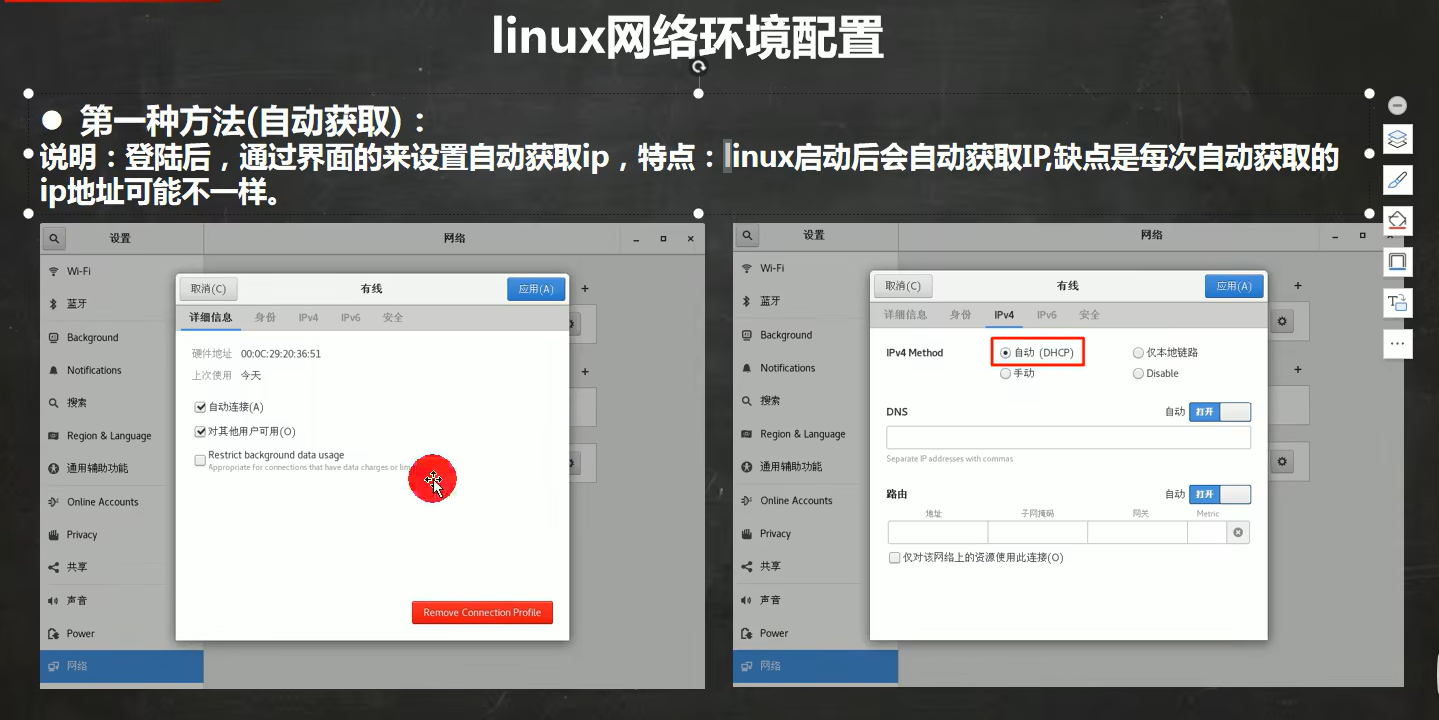 linux网络环境配置
● 第一种方法(自动获取)：
说明：登陆后，通过界面的来设置自动获取ip，特点：linux启动后会自动获取IP,缺点是每次自动获取的
ip地址可能不一样。
设置
网络
Wi-Fi
蓝牙
Background
Notifications
搜索
Region & Language
通用辅助功能
Online Accounts
Privacy
共享
声音
Power
网络
取消(C)
有线
应用(A)
详细信息 身份 IPv4 IPv6 安全
硬件地址 00:0C:29:20:36:51
上次使用 今天
自动连接(A)
对其他用户可用(O)
Restrict background data usage
Appropriate for connections that have data charges or
Remove Connection Profile
设置
网络
Wi-Fi
蓝牙
Background
Notifications
搜索
Region & Language
通用辅助功能
Online Accounts
Privacy
共享
声音
Power
网络
取消(C)
有线
应用(A)
详细信息 身份 IPv4 IPv6 安全
IPv4 Method
自动 (DHCP)
仅本地链路
手动
Disable
DNS
自动 打开
Separate IP addresses with commas
路由
自动 打开
地址 子网掩码 网关 Metric
仅对该网络上的资源使用此连接(O)